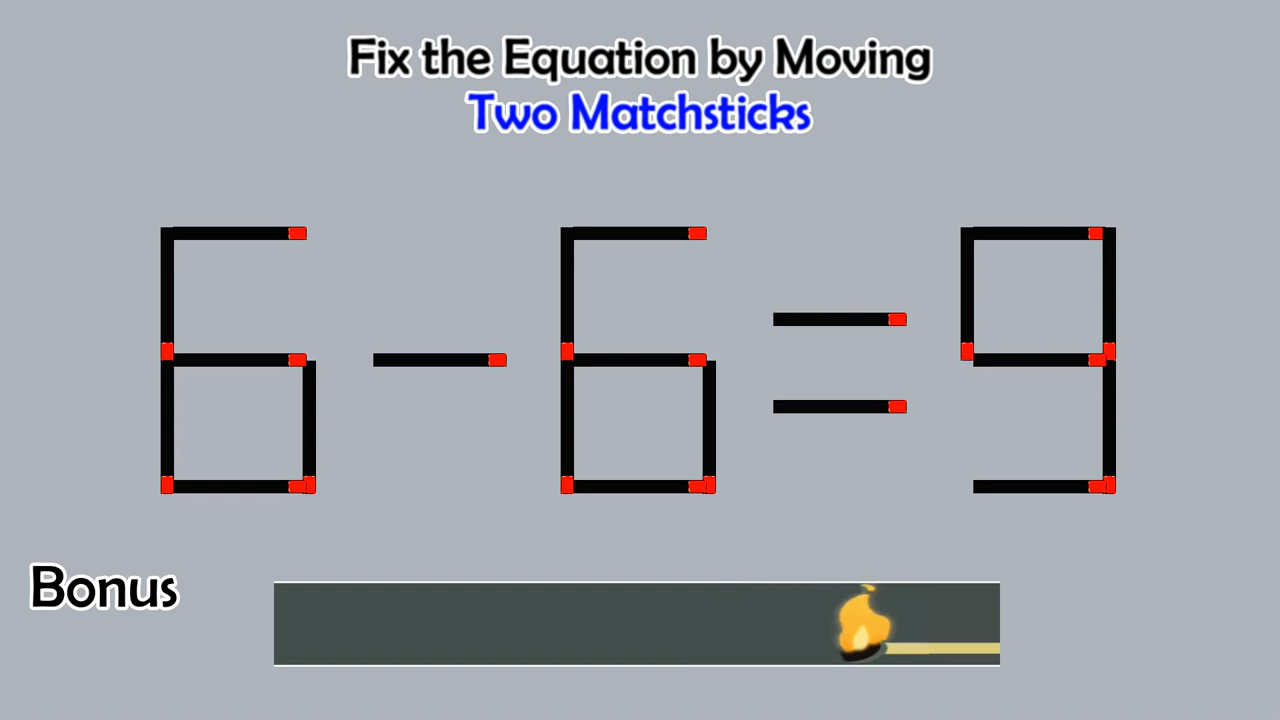 Fix the Equation by Moving
Two Matchsticks
6 - 6 = 9
Bonus